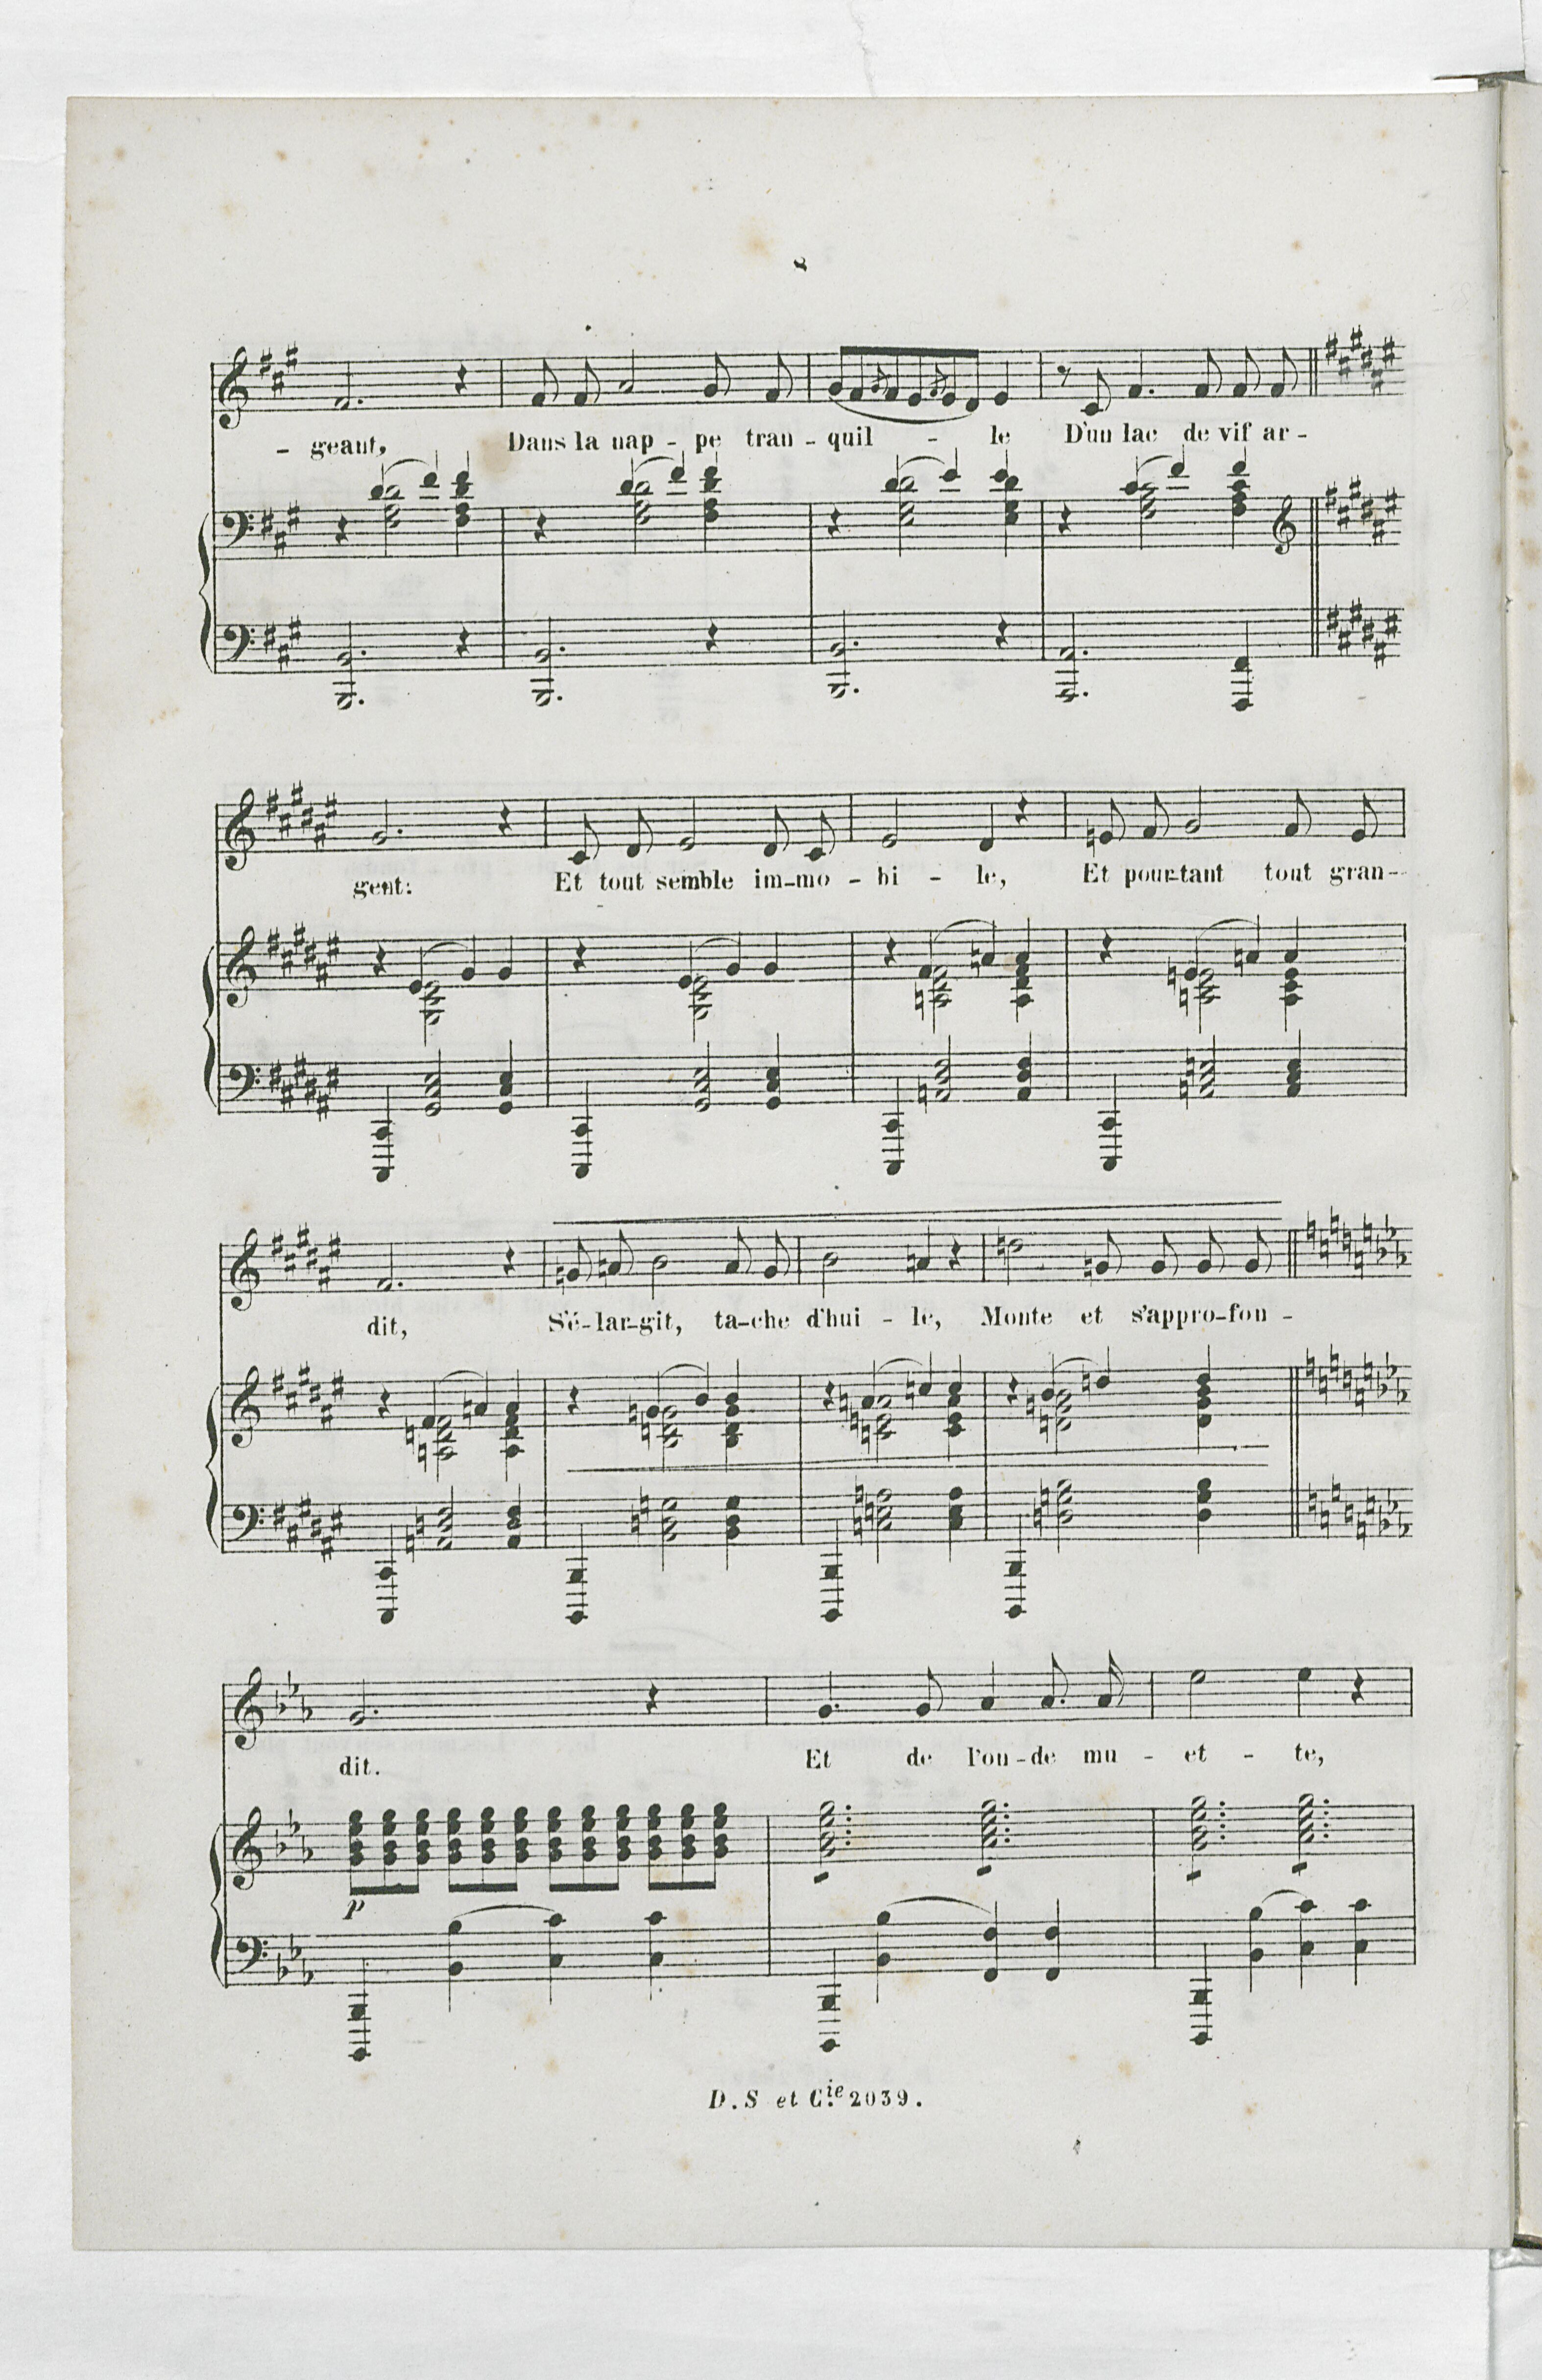 8
- geant, Dans la nap - pe tran - quil - le D'un lac de vif ar -
gent: Et tout semble im-mo - bi - le, Et pour-tant tout gran-
dit, S'é-lar-git, ta-che d'hui - le, Monte et s'appro-fon -
dit. Et de l'on-de mu - et - te,
p
D.S et C.ie 2039.